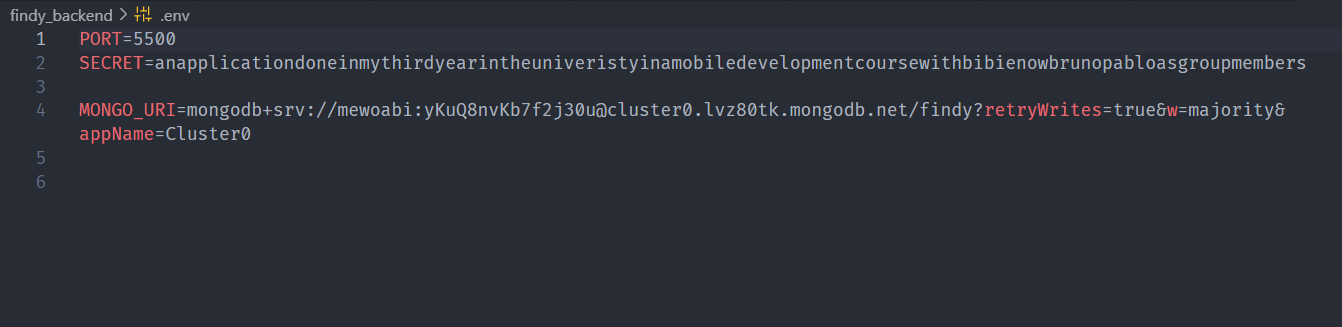 findy_backend > .env
1 PORT=5500
2 SECRET=anapplicationdoneinmythirdyearintheuniveristyinamobiledevelopmentcoursewithbibienowbrunopabloasgroupmembers
3
4 MONGO_URI=mongodb+srv://mewoabi:yKuQ8nvKb7f2j30u@cluster0.lvz80tk.mongodb.net/findy?retryWrites=true&w=majority&
appName=Cluster0
5
6